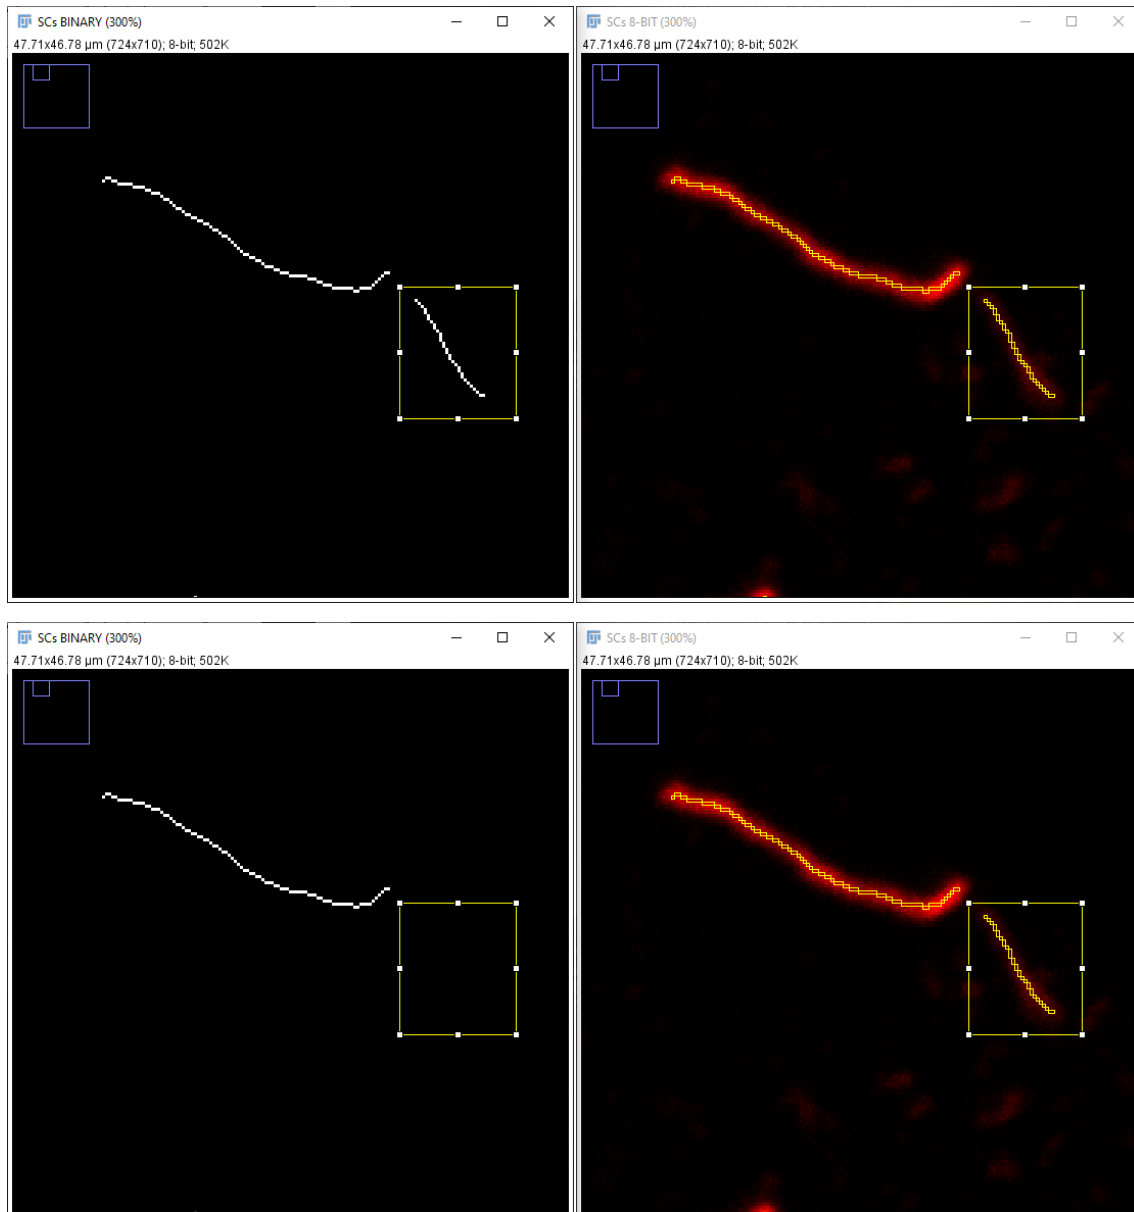 SCs BINARY (300%)
47.71x46.78 µm (724x710); 8-bit; 502K
SCs 8-BIT (300%)
47.71x46.78 µm (724x710); 8-bit; 502K
SCs BINARY (300%)
47.71x46.78 µm (724x710); 8-bit; 502K
SCs 8-BIT (300%)
47.71x46.78 µm (724x710); 8-bit; 502K